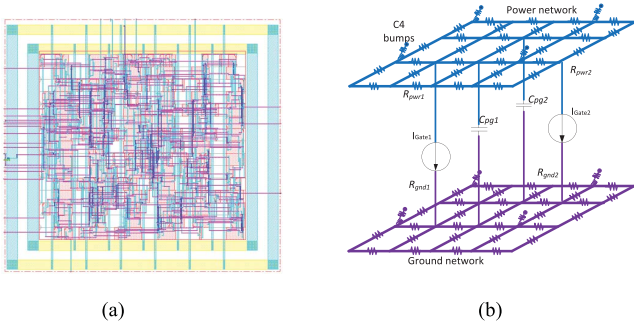 C4
bumps
Power network
Rpwr2
Rpwr1
Cpg2
Cpg1
IGate1
IGate2
Rgnd1
Rgnd2
Ground network
(a)
(b)